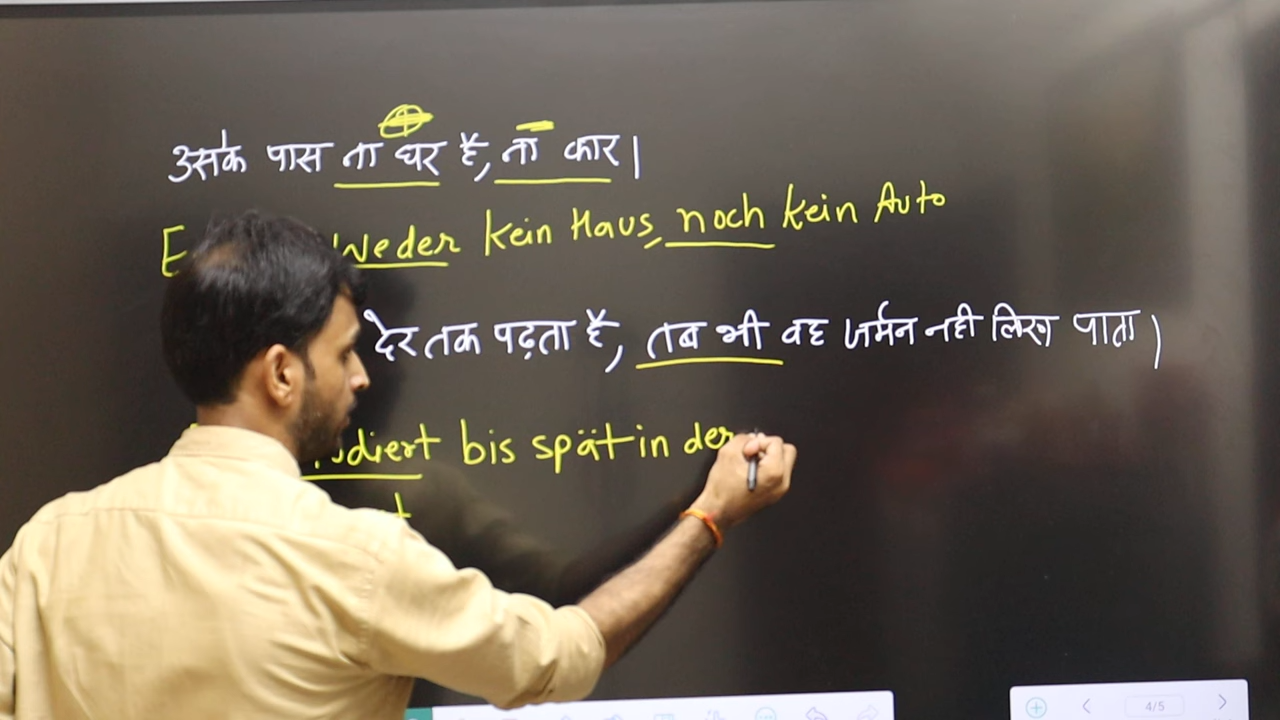 उसके पास ना घर है, ना कार।
Weder kein Haus, noch kein Auto
देर तक पढ़ता है, तब भी वह जर्मन नही लिख पाता।
bis spät in der
4/5